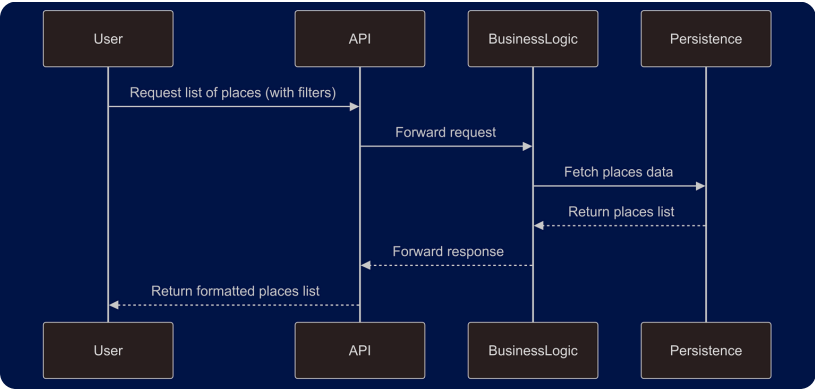 User
API
BusinessLogic
Persistence
Request list of places (with filters)
Forward request
Fetch places data
Return places list
Forward response
Return formatted places list
User
API
BusinessLogic
Persistence